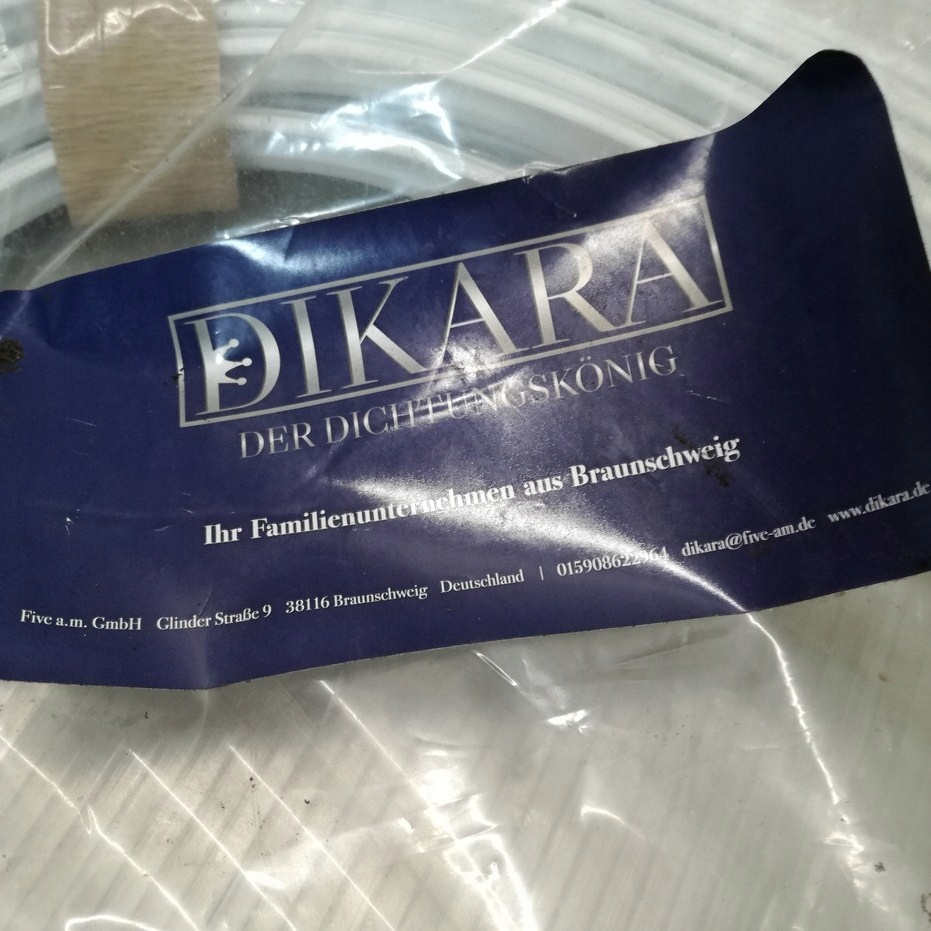 DIKARA
DER DICHTUNGSKÖNIG
Ihr Familienunternehmen aus Braunschweig
Five a.m. GmbH Glinder Straße 9 38116 Braunschweig Deutschland | 015908622964 dikara@five-am.de www.dikara.de